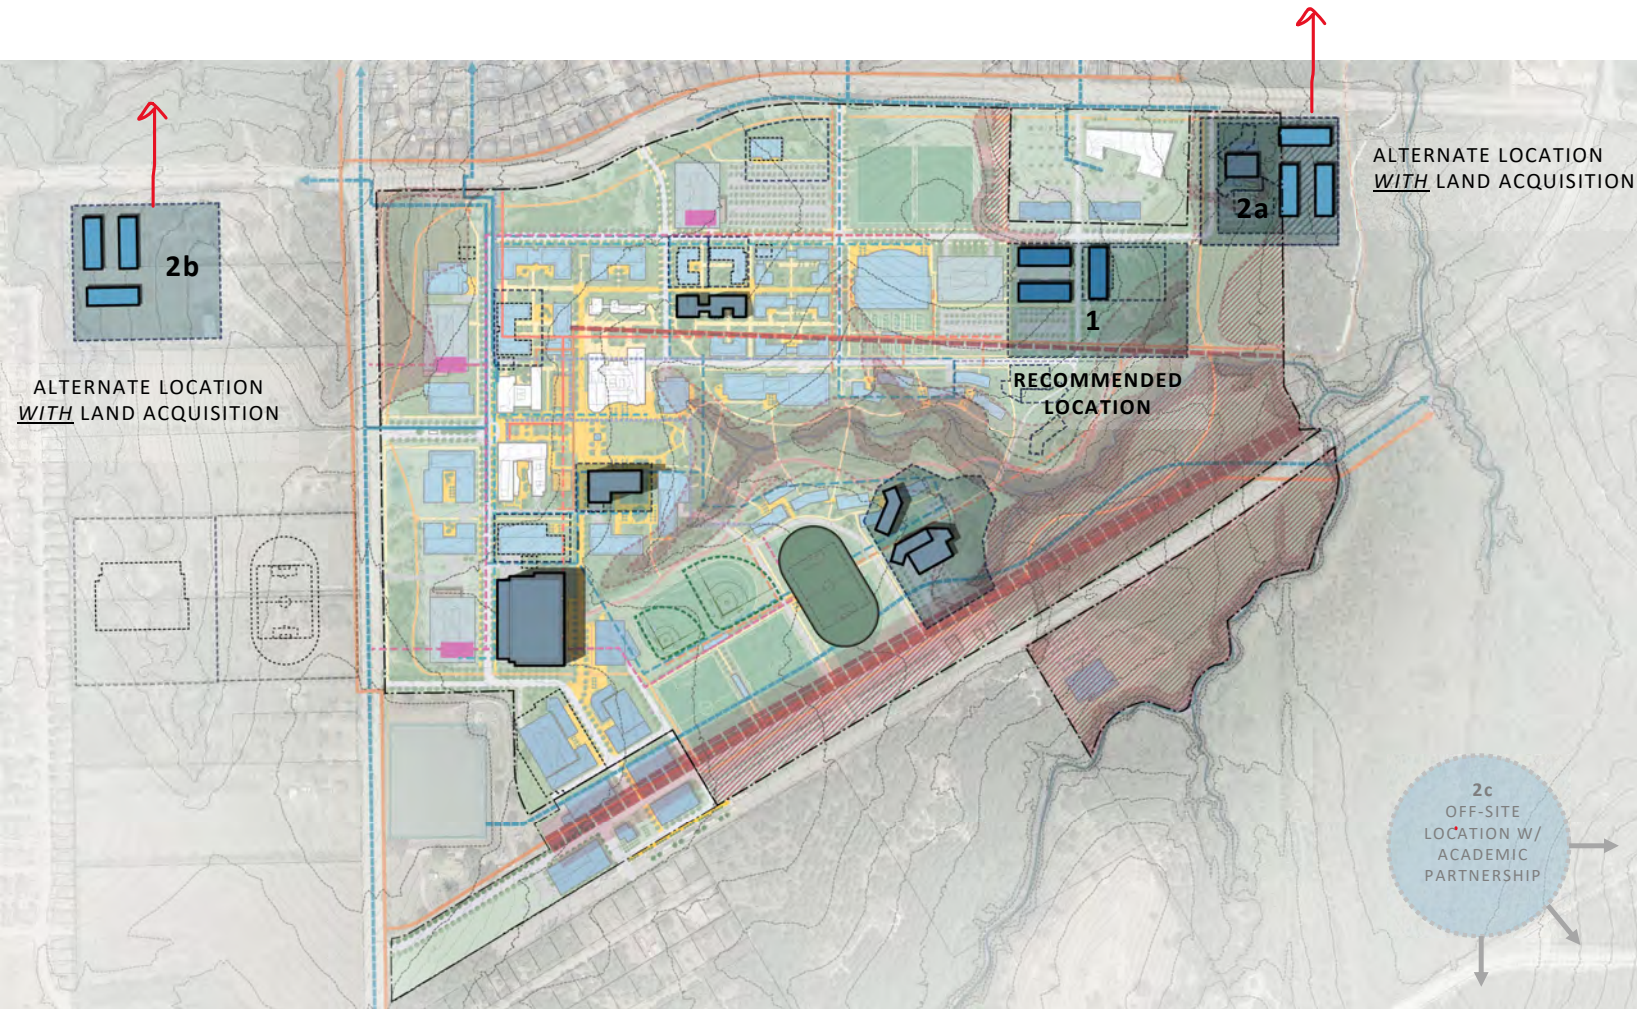 ALTERNATE LOCATION
WITH LAND ACQUISITION
2a
2b
1
ALTERNATE LOCATION
WITH LAND ACQUISITION
RECOMMENDED
LOCATION
2c
OFF-SITE
LOCATION W/
ACADEMIC
PARTNERSHIP